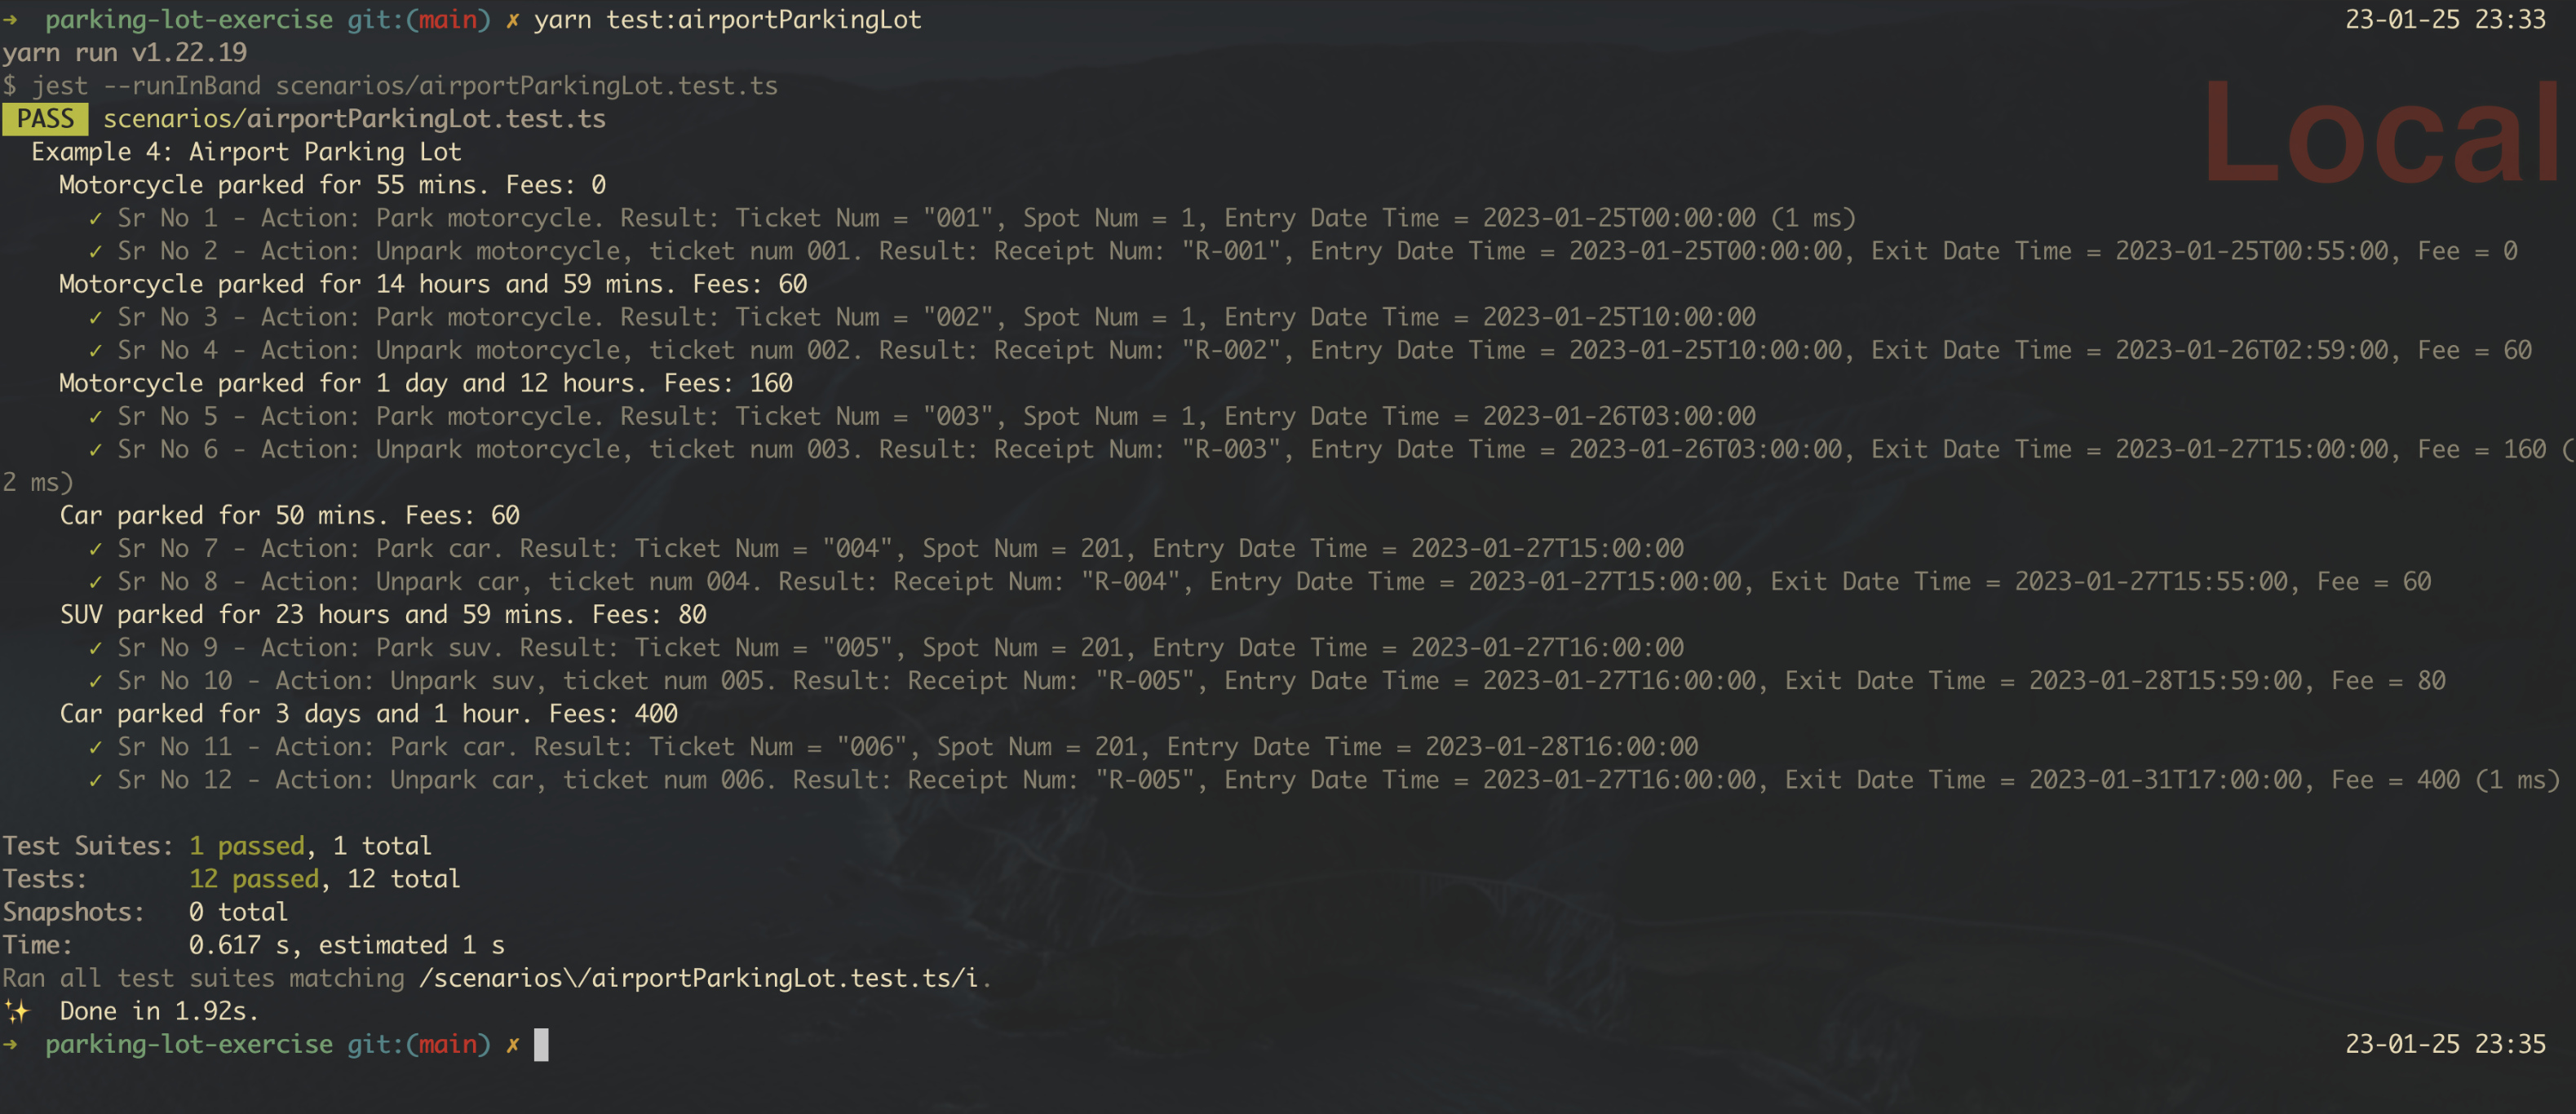 → parking-lot-exercise git:(main) ✗ yarn test:airportParkingLot 23-01-25 23:33
yarn run v1.22.19
$ jest --runInBand scenarios/airportParkingLot.test.ts
Local
PASS scenarios/airportParkingLot.test.ts
Example 4: Airport Parking Lot
Motorcycle parked for 55 mins. Fees: 0
✓ Sr No 1 - Action: Park motorcycle. Result: Ticket Num = "001", Spot Num = 1, Entry Date Time = 2023-01-25T00:00:00 (1 ms)
✓ Sr No 2 - Action: Unpark motorcycle, ticket num 001. Result: Receipt Num: "R-001", Entry Date Time = 2023-01-25T00:00:00, Exit Date Time = 2023-01-25T00:55:00, Fee = 0
Motorcycle parked for 14 hours and 59 mins. Fees: 60
✓ Sr No 3 - Action: Park motorcycle. Result: Ticket Num = "002", Spot Num = 1, Entry Date Time = 2023-01-25T10:00:00
✓ Sr No 4 - Action: Unpark motorcycle, ticket num 002. Result: Receipt Num: "R-002", Entry Date Time = 2023-01-25T10:00:00, Exit Date Time = 2023-01-26T02:59:00, Fee = 60
Motorcycle parked for 1 day and 12 hours. Fees: 160
✓ Sr No 5 - Action: Park motorcycle. Result: Ticket Num = "003", Spot Num = 1, Entry Date Time = 2023-01-26T03:00:00
✓ Sr No 6 - Action: Unpark motorcycle, ticket num 003. Result: Receipt Num: "R-003", Entry Date Time = 2023-01-26T03:00:00, Exit Date Time = 2023-01-27T15:00:00, Fee = 160 (
2 ms)
Car parked for 50 mins. Fees: 60
✓ Sr No 7 - Action: Park car. Result: Ticket Num = "004", Spot Num = 201, Entry Date Time = 2023-01-27T15:00:00
✓ Sr No 8 - Action: Unpark car, ticket num 004. Result: Receipt Num: "R-004", Entry Date Time = 2023-01-27T15:00:00, Exit Date Time = 2023-01-27T15:55:00, Fee = 60
SUV parked for 23 hours and 59 mins. Fees: 80
✓ Sr No 9 - Action: Park suv. Result: Ticket Num = "005", Spot Num = 201, Entry Date Time = 2023-01-27T16:00:00
✓ Sr No 10 - Action: Unpark suv, ticket num 005. Result: Receipt Num: "R-005", Entry Date Time = 2023-01-27T16:00:00, Exit Date Time = 2023-01-28T15:59:00, Fee = 80
Car parked for 3 days and 1 hour. Fees: 400
✓ Sr No 11 - Action: Park car. Result: Ticket Num = "006", Spot Num = 201, Entry Date Time = 2023-01-28T16:00:00
✓ Sr No 12 - Action: Unpark car, ticket num 006. Result: Receipt Num: "R-005", Entry Date Time = 2023-01-27T16:00:00, Exit Date Time = 2023-01-31T17:00:00, Fee = 400 (1 ms)
Test Suites: 1 passed, 1 total
Tests: 12 passed, 12 total
Snapshots: 0 total
Time: 0.617 s, estimated 1 s
Ran all test suites matching /scenarios\/airportParkingLot.test.ts/i.
✨ Done in 1.92s.
→ parking-lot-exercise git:(main) ✗ 23-01-25 23:35